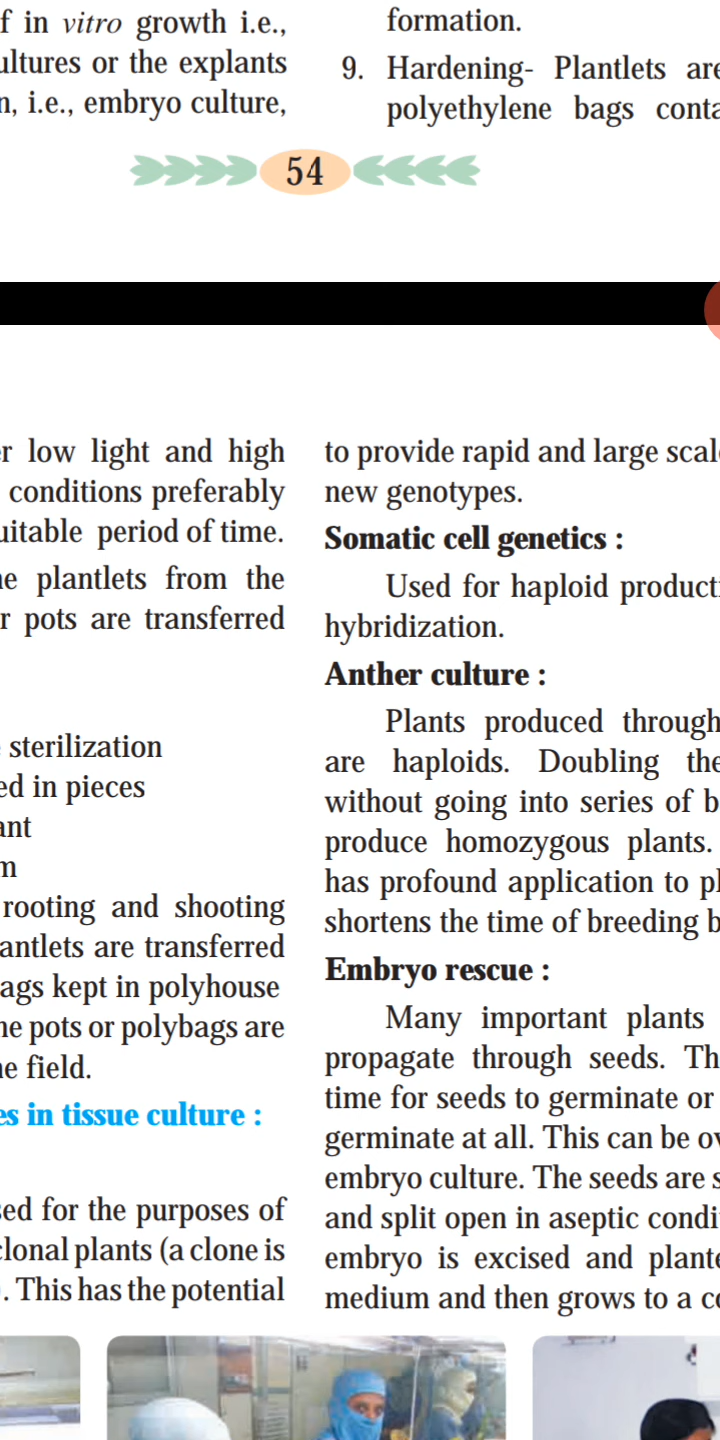 f in vitro growth i.e.,
ultures or the explants
n, i.e., embryo culture,
formation.
9. Hardening- Plantlets are
polyethylene bags conta
54
er low light and high
conditions preferably
uitable period of time.
ne plantlets from the
r pots are transferred
e sterilization
ed in pieces
ant
m
rooting and shooting
antlets are transferred
ags kept in polyhouse
he pots or polybags are
he field.
es in tissue culture :
sed for the purposes of
clonal plants (a clone is
. This has the potential
to provide rapid and large scale
new genotypes.
Somatic cell genetics :
Used for haploid producti
hybridization.
Anther culture :
Plants produced through
are haploids. Doubling the
without going into series of b
produce homozygous plants.
has profound application to pl
shortens the time of breeding b
Embryo rescue :
Many important plants
propagate through seeds. Th
time for seeds to germinate or
germinate at all. This can be ov
embryo culture. The seeds are s
and split open in aseptic condit
embryo is excised and plante
medium and then grows to a co